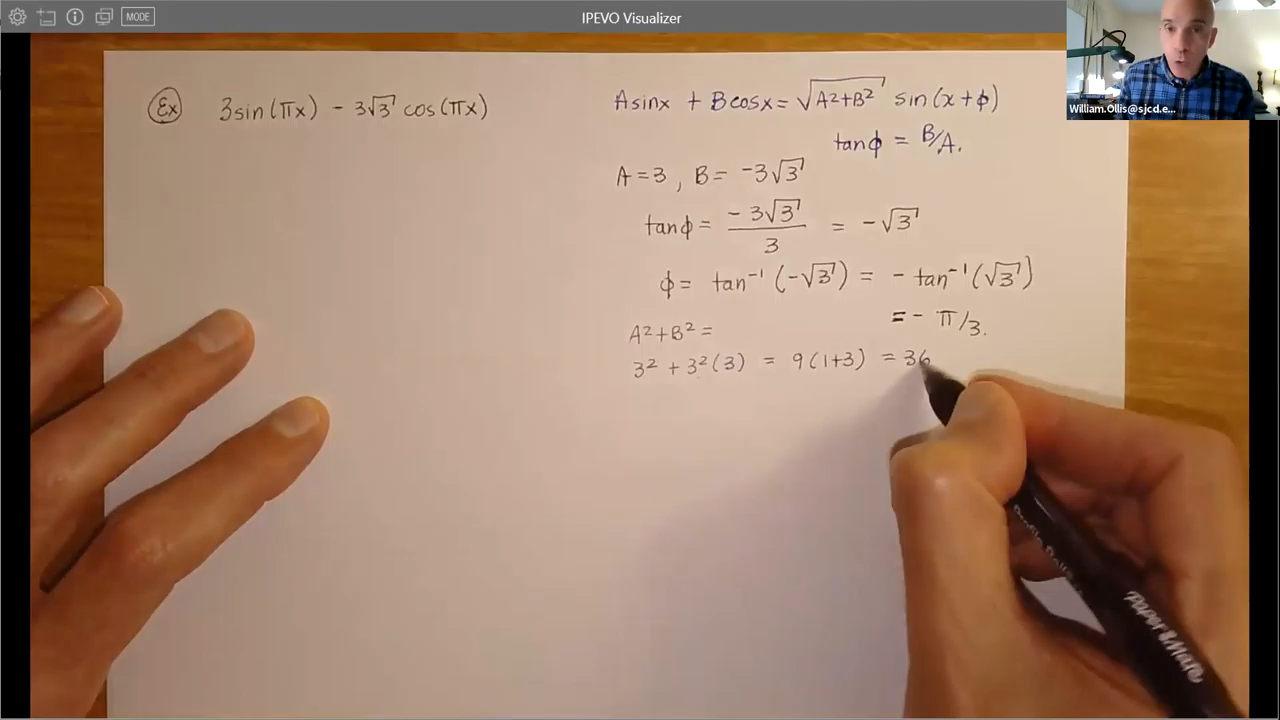 MODE
IPEVO Visualizer
William.Ollis@sjcd.e...
Ex 3sin(πx) - 3√3 cos(πx)
Asinx + Bcosx = √A²+B² sin(x+ϕ)
tanϕ = B/A.
A=3, B= -3√3
tanϕ = -3√3/3 = -√3
ϕ = tan⁻¹(-√3) = - tan⁻¹(√3)
= - π/3.
A²+B² =
3² + 3²(3) = 9(1+3) = 36
Paper Mate